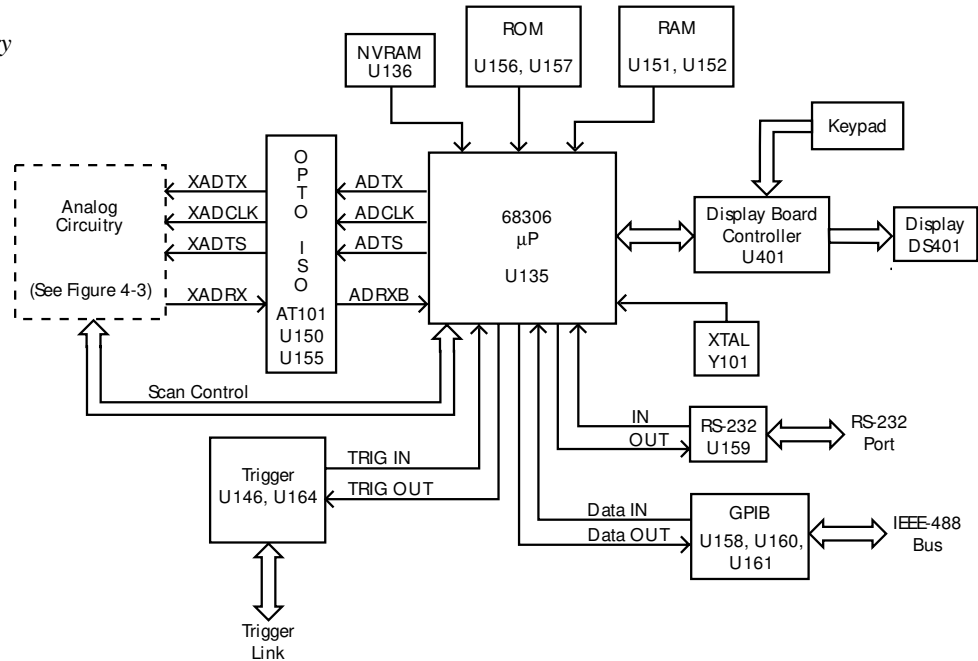 ry
NVRAM
U136
ROM
U156, U157
RAM
U151, U152
Keypad
Analog
Circuitry
(See Figure 4-3)
XADTX
XADCLK
XADTS
XADRX
O
P
T
O
I
S
O
AT101
U150
U155
ADTX
ADCLK
ADTS
ADRXB
68306
μP
U135
Display Board
Controller
U401
Display
DS401
XTAL
Y101
Scan Control
Trigger
U146, U164
TRIG IN
TRIG OUT
Trigger
Link
IN
OUT
RS-232
U159
RS-232
Port
Data IN
Data OUT
GPIB
U158, U160,
U161
IEEE-488
Bus